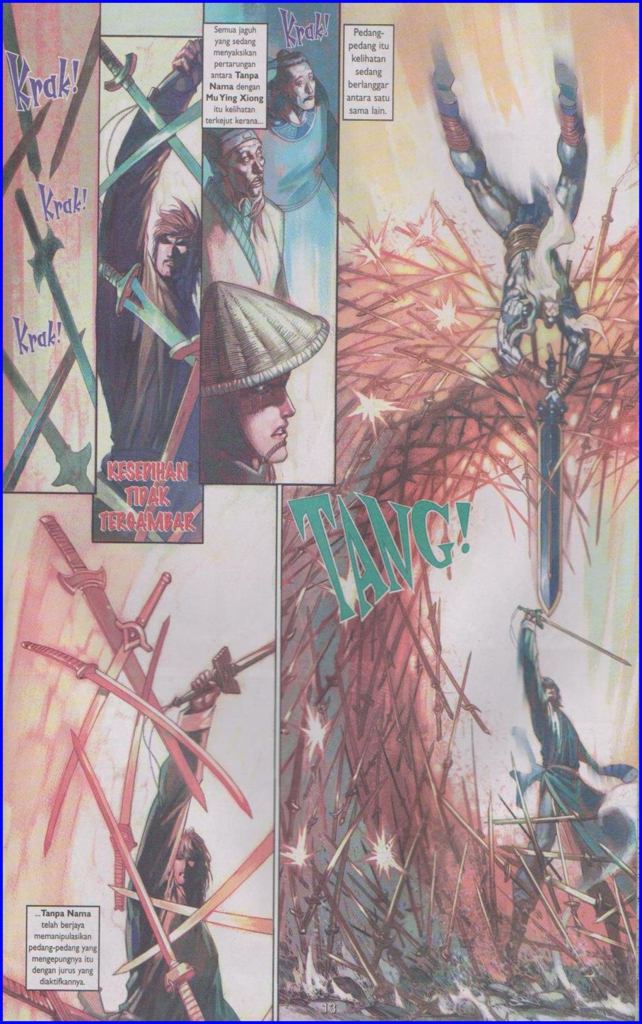 Krak!
Krak!
Krak!
KESEPIHAN
TIDAK
TERGAMBAR
Semua jaguh
yang sedang
menyaksikan
pertarungan
antara Tanpa
Nama dengan
Mu Ying Xiong
itu kelihatan
terkejut kerana...
Krak!
Pedang-
pedang itu
kelihatan
sedang
berlanggar
antara satu
sama lain.
...Tanpa Nama
telah berjaya
memanipulasikan
pedang-pedang yang
mengepungnya itu
dengan jurus yang
diaktifkannya.
TANG!
13